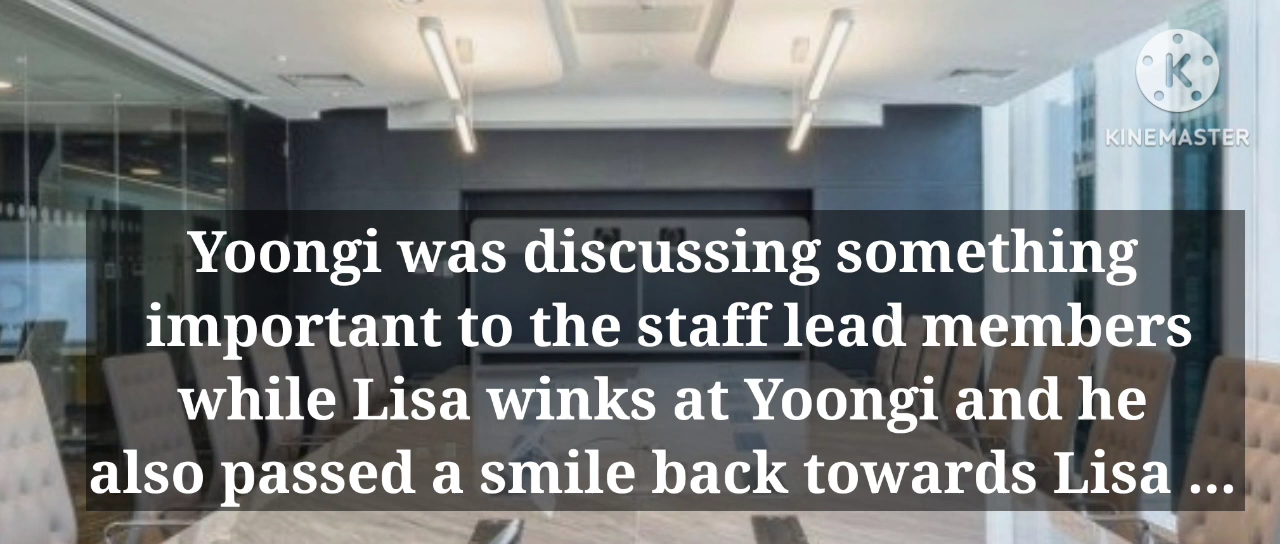 K
KINEMASTER
Yoongi was discussing something
important to the staff lead members
while Lisa winks at Yoongi and he
also passed a smile back towards Lisa ...